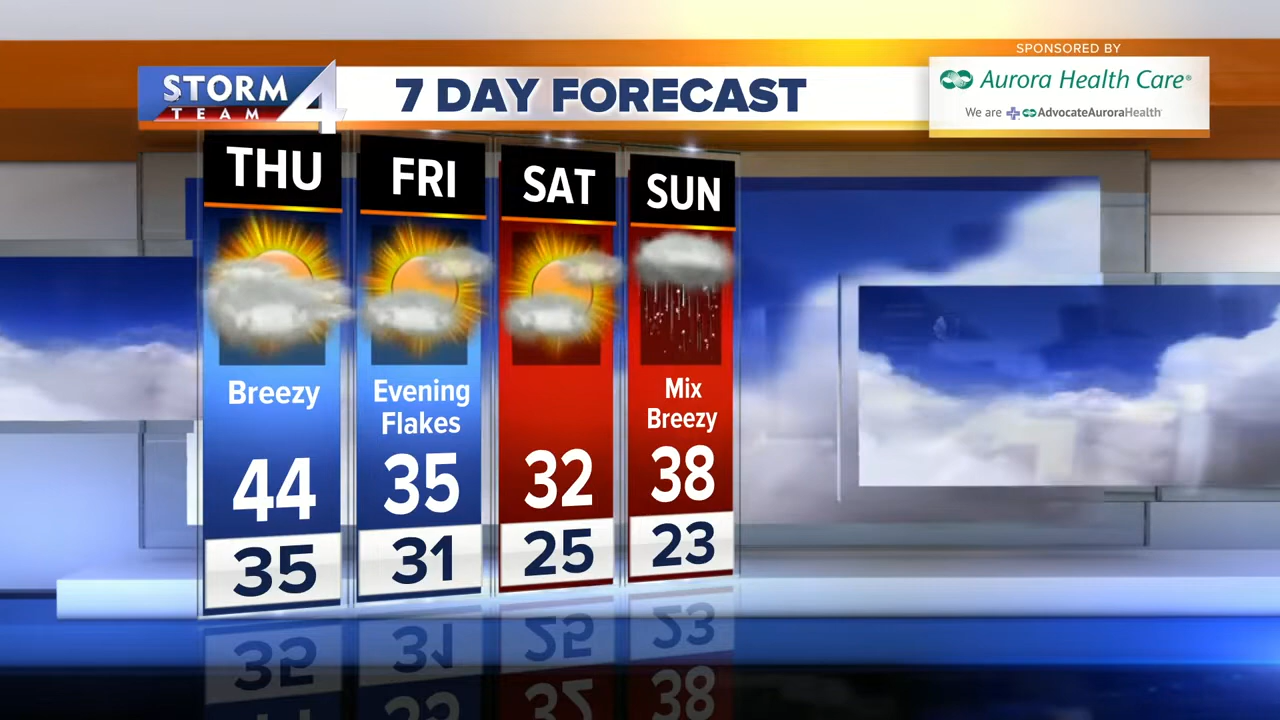 SPONSORED BY
STORM
TEAM
4
7 DAY FORECAST
Aurora Health Care®
We are AdvocateAuroraHealth
THU
FRI
SAT
SUN
Breezy
Evening
Flakes
Mix
Breezy
44
35
32
38
35
31
25
23